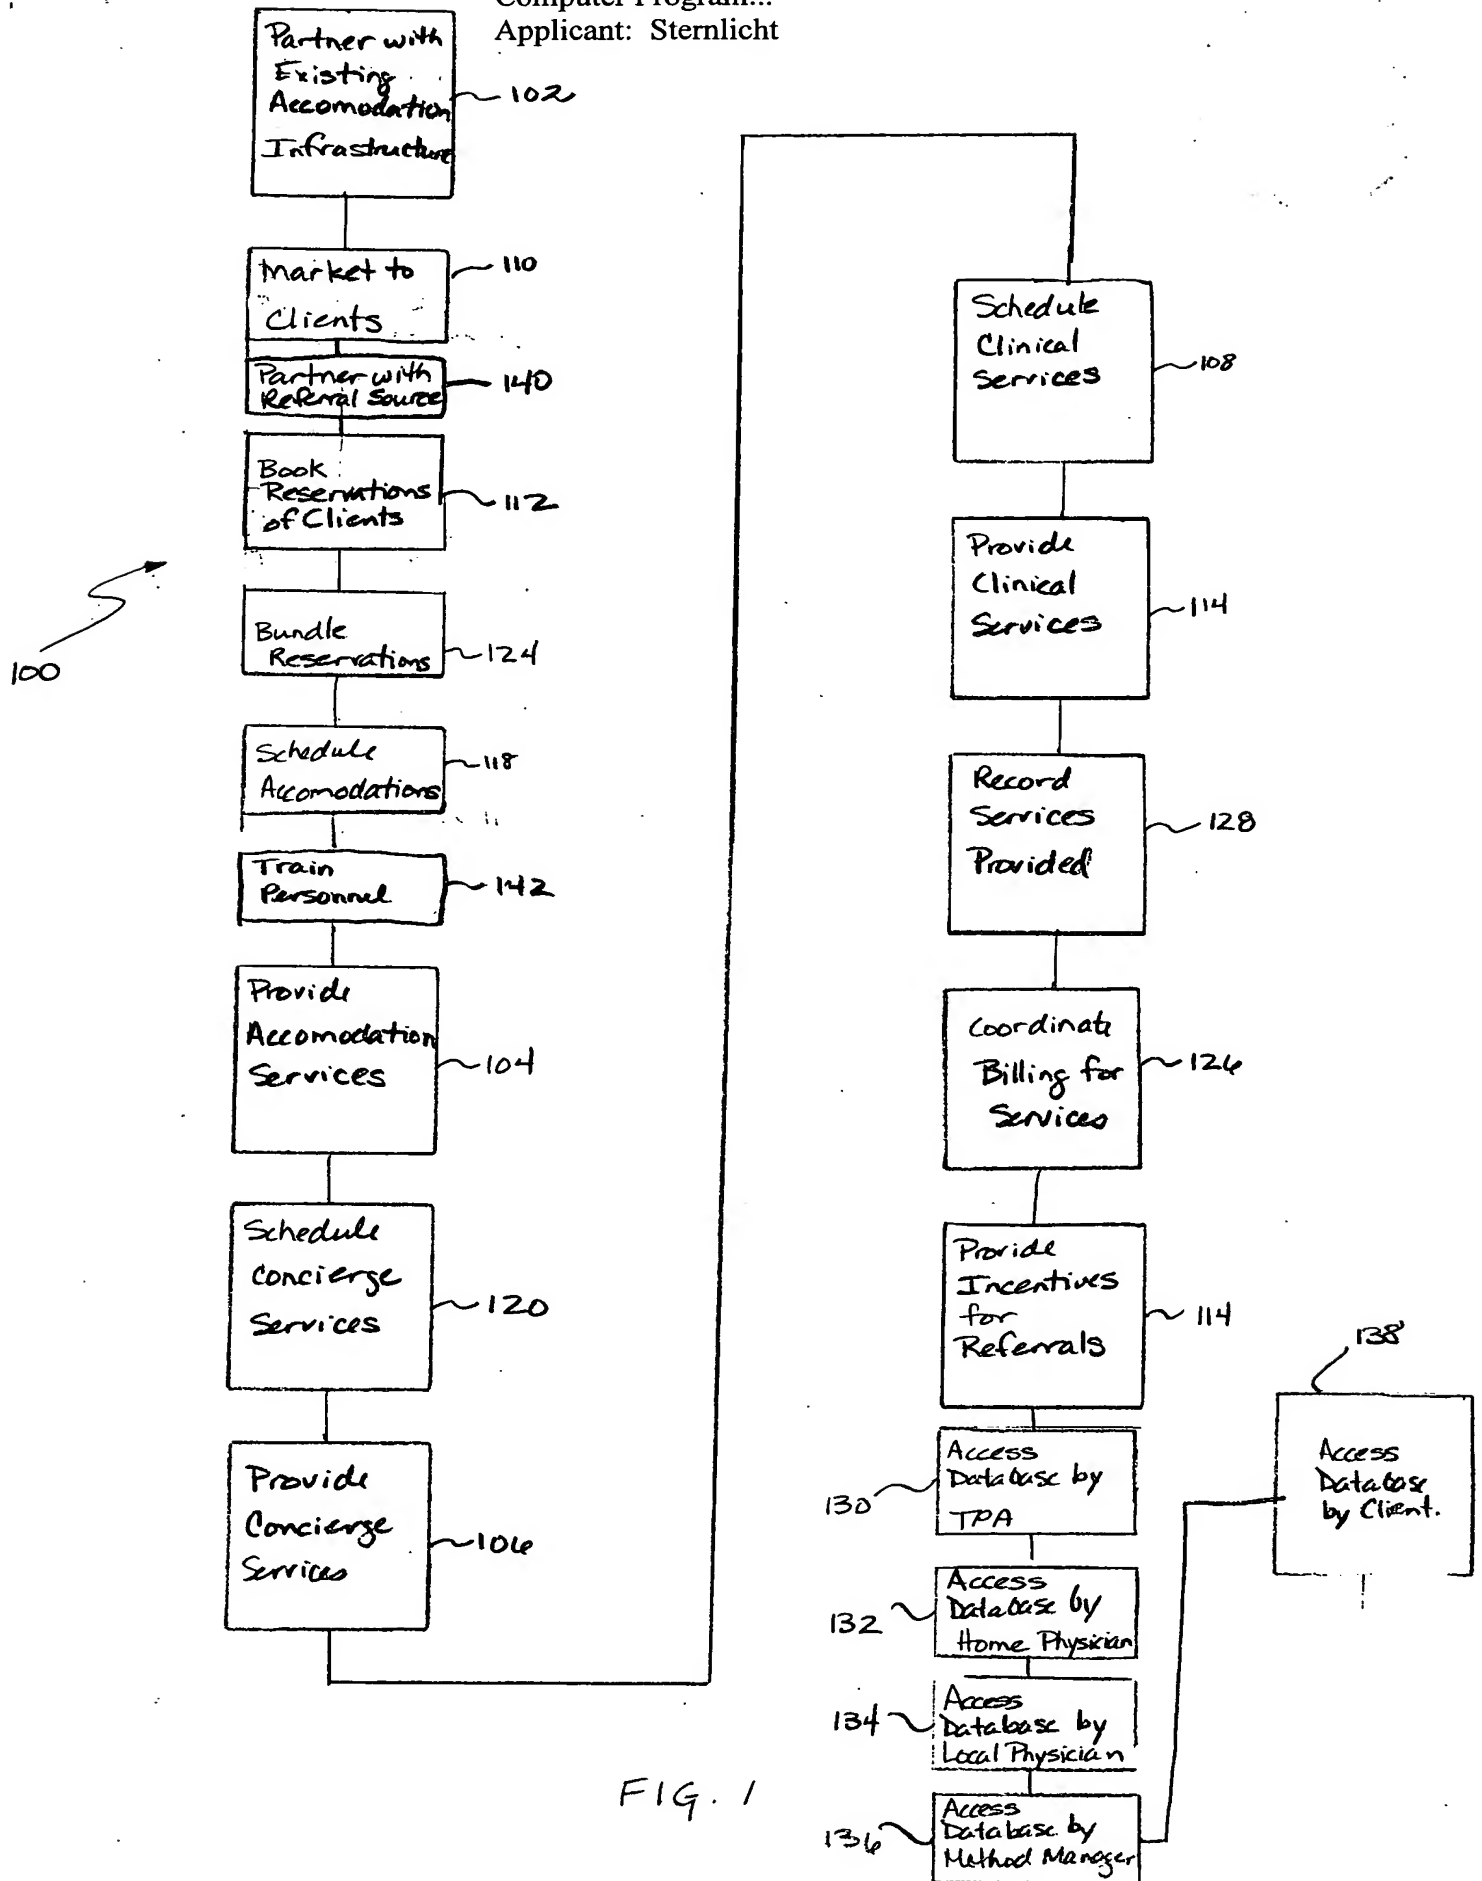 Computer Program...
Applicant: Sternlicht
Partner with
Existing
Accomodation
Infrastructure
102
Market to
Clients
110
Partner with
Referral Source
140
Book
Reservations
of Clients
112
100
Bundle
Reservations
124
Schedule
Accomodations
118
Train
Personnel
142
Provide
Accomodation
Services
104
Schedule
Concierge
Services
120
Provide
Concierge
Services
106
Schedule
Clinical
Services
108
Provide
Clinical
Services
114
Record
Services
Provided
128
Coordinate
Billing for
Services
126
Provide
Incentives
for
Referrals
114
Access
Database by
TPA
130
Access
Database by
Home Physician
132
Access
Database by
Local Physician
134
Access
Database by
Method Manager
136
138
Access
Database
by Client.
FIG. 1